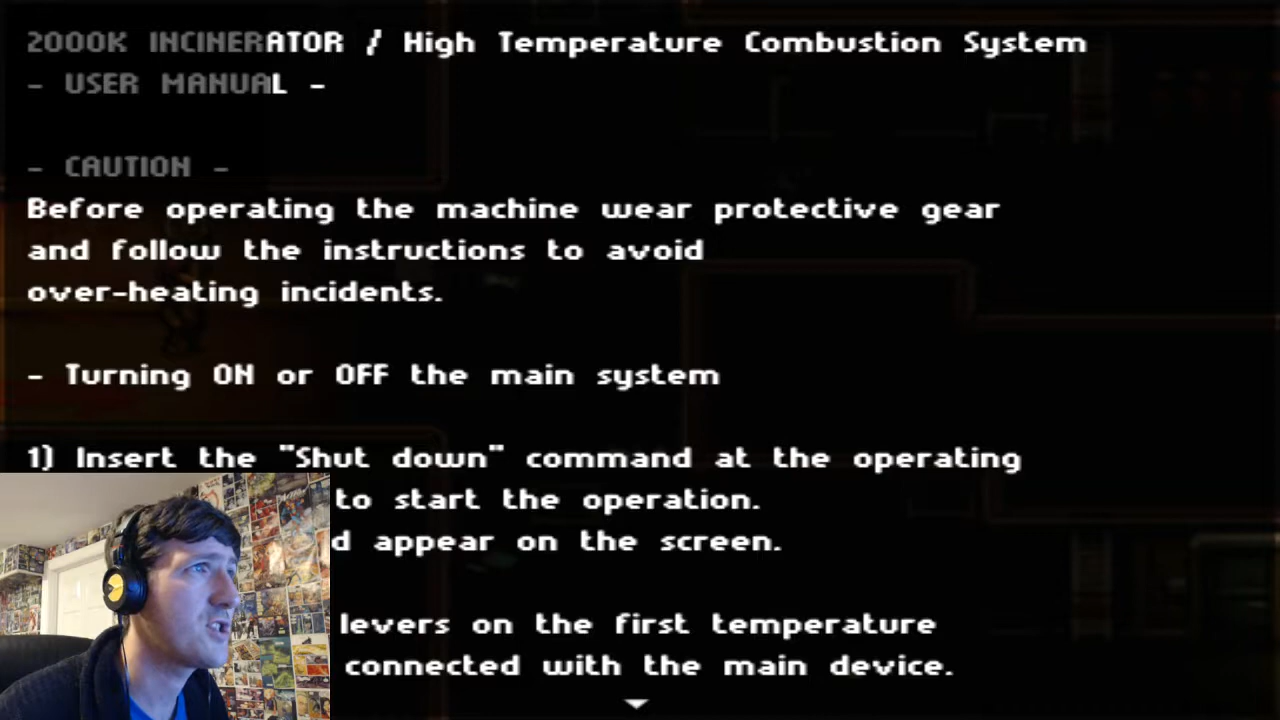 2000K INCINERATOR / High Temperature Combustion System
- USER MANUAL -
- CAUTION -
Before operating the machine wear protective gear
and follow the instructions to avoid
over-heating incidents.
- Turning ON or OFF the main system
1) Insert the "Shut down" command at the operating
to start the operation.
d appear on the screen.
levers on the first temperature
connected with the main device.